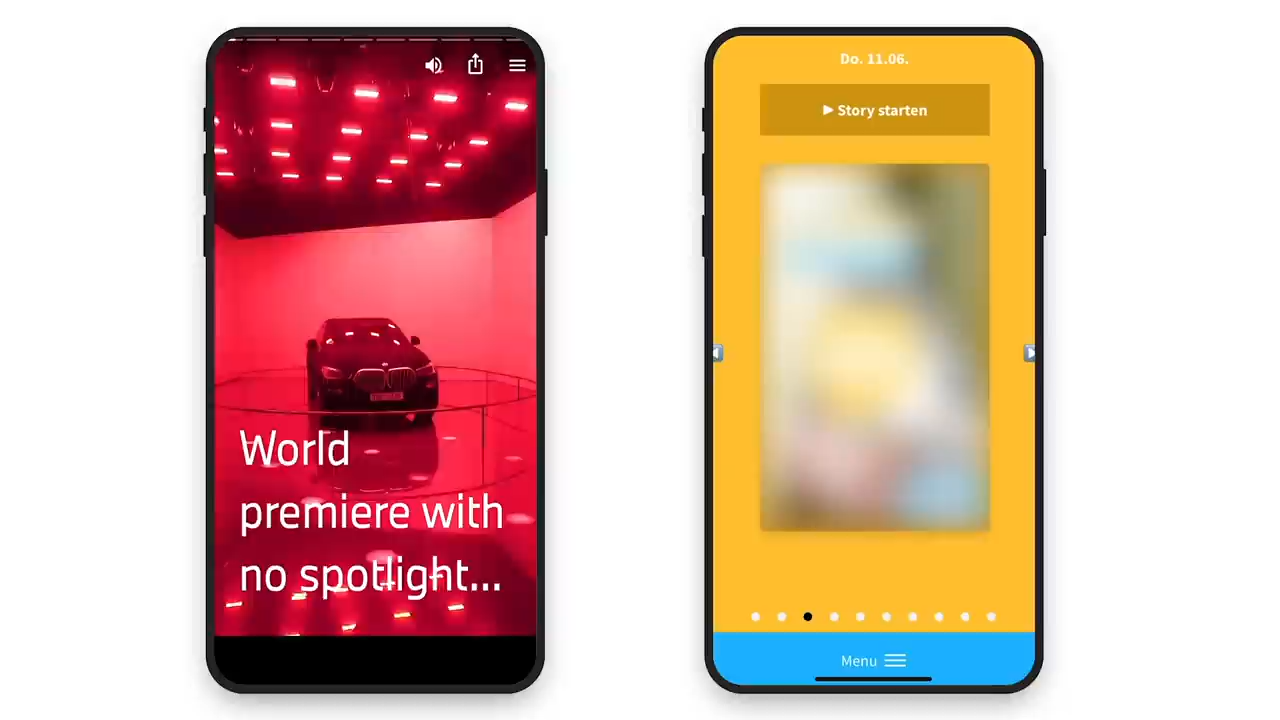 World
premiere with
no spotlight...
Do. 11.06.
Story starten
Menu